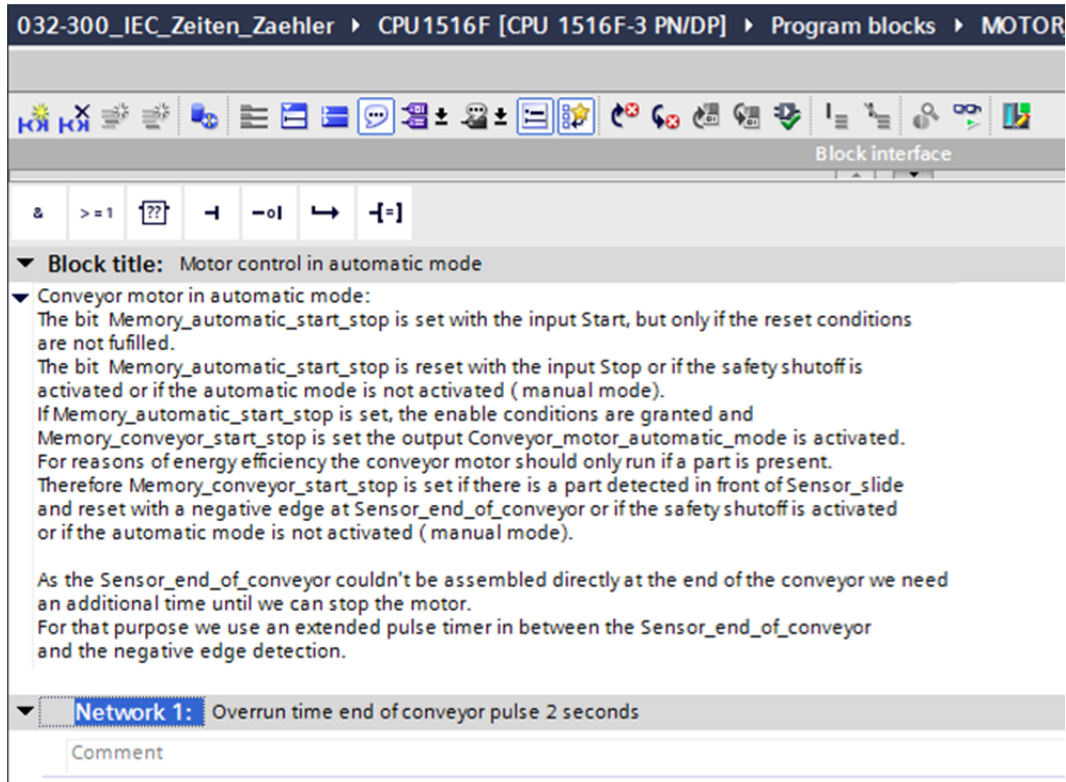 032-300_IEC_Zeiten_Zaehler ▸ CPU1516F [CPU 1516F-3 PN/DP] ▸ Program blocks ▸ MOTOR_
Block interface
& >=1 ?? ⊣ -o| ↦ -[=]
Block title: Motor control in automatic mode
Conveyor motor in automatic mode:
The bit Memory_automatic_start_stop is set with the input Start, but only if the reset conditions
are not fufilled.
The bit Memory_automatic_start_stop is reset with the input Stop or if the safety shutoff is
activated or if the automatic mode is not activated ( manual mode).
If Memory_automatic_start_stop is set, the enable conditions are granted and
Memory_conveyor_start_stop is set the output Conveyor_motor_automatic_mode is activated.
For reasons of energy efficiency the conveyor motor should only run if a part is present.
Therefore Memory_conveyor_start_stop is set if there is a part detected in front of Sensor_slide
and reset with a negative edge at Sensor_end_of_conveyor or if the safety shutoff is activated
or if the automatic mode is not activated ( manual mode).
As the Sensor_end_of_conveyor couldn't be assembled directly at the end of the conveyor we need
an additional time until we can stop the motor.
For that purpose we use an extended pulse timer in between the Sensor_end_of_conveyor
and the negative edge detection.
Network 1: Overrun time end of conveyor pulse 2 seconds
Comment